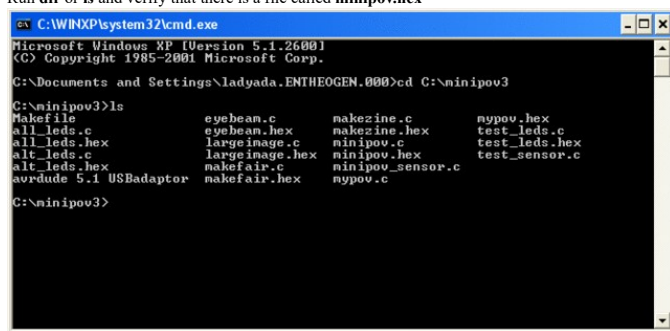 Run dir or ls and verify that there is a file called minipov.hex
C:\WINXP\system32\cmd.exe
Microsoft Windows XP [Version 5.1.2600]
(C) Copyright 1985-2001 Microsoft Corp.
C:\Documents and Settings\ladyada.ENTHEOGEN.000>cd C:\minipov3
C:\minipov3>ls
Makefile eyebeam.c makezine.c mypov.hex
all_leds.c eyebeam.hex makezine.hex test_leds.c
all_leds.hex largeimage.c minipov.c test_leds.hex
alt_leds.c largeimage.hex minipov.hex test_sensor.c
alt_leds.hex makefair.c minipov_sensor.c
avrdude 5.1 USBadaptor makefair.hex mypov.c
C:\minipov3>